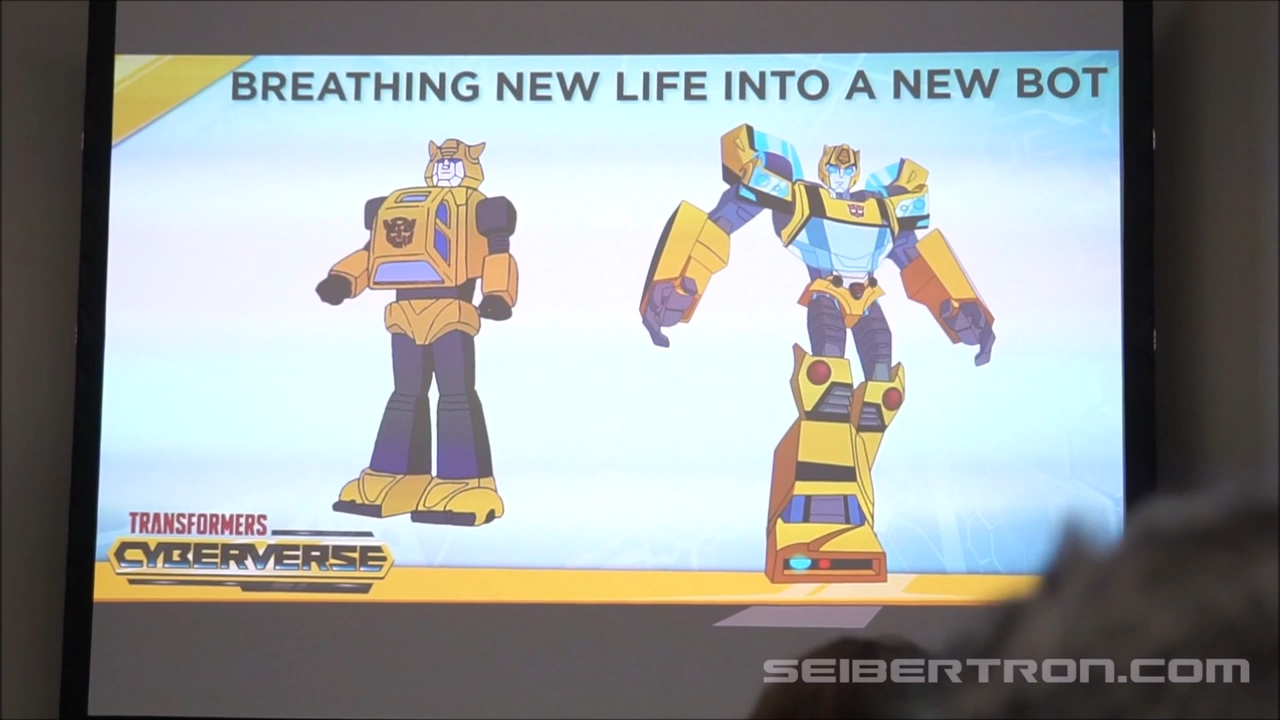 BREATHING NEW LIFE INTO A NEW BOT
TRANSFORMERS
CYBERVERSE
SEIBERTRON.COM